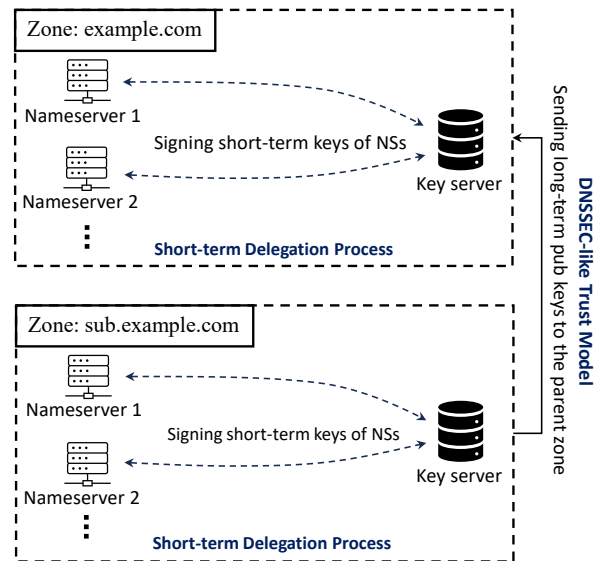 Zone: example.com
Nameserver 1
Signing short-term keys of NSs
Nameserver 2
Key server
Short-term Delegation Process
Zone: sub.example.com
Nameserver 1
Signing short-term keys of NSs
Nameserver 2
Key server
Short-term Delegation Process
DNSSEC-like Trust Model
Sending long-term pub keys to the parent zone